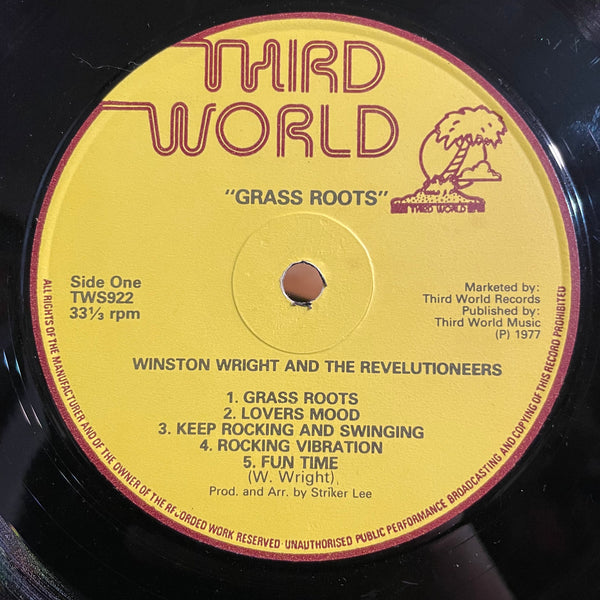 THIRD
WORLD
THIRD WORLD
"GRASS ROOTS"
Side One
TWS922
33⅓ rpm
Marketed by:
Third World Records
Published by:
Third World Music
(P) 1977
WINSTON WRIGHT AND THE REVELUTIONEERS
1. GRASS ROOTS
2. LOVERS MOOD
3. KEEP ROCKING AND SWINGING
4. ROCKING VIBRATION
5. FUN TIME
(W. Wright)
Prod. and Arr. by Striker Lee
ALL RIGHTS OF THE MANUFACTURER AND OF THE OWNER OF THE RECORDED WORK RESERVED · UNAUTHORISED PUBLIC PERFORMANCE BROADCASTING AND COPYING OF THIS RECORD PROHIBITED